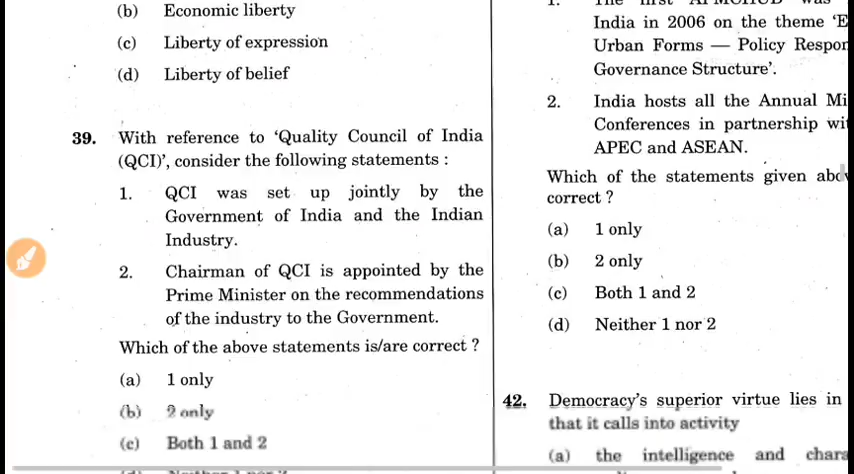 (b) Economic liberty
(c) Liberty of expression
(d) Liberty of belief
39. With reference to ‘Quality Council of India
(QCI)’, consider the following statements :
1. QCI was set up jointly by the
Government of India and the Indian
Industry.
2. Chairman of QCI is appointed by the
Prime Minister on the recommendations
of the industry to the Government.
Which of the above statements is/are correct ?
(a) 1 only
(b) 2 only
(c) Both 1 and 2
India in 2006 on the theme ‘E
Urban Forms — Policy Respon
Governance Structure’.
2. India hosts all the Annual Mi
Conferences in partnership wit
APEC and ASEAN.
Which of the statements given abov
correct ?
(a) 1 only
(b) 2 only
(c) Both 1 and 2
(d) Neither 1 nor 2
42. Democracy’s superior virtue lies in
that it calls into activity
(a) the intelligence and chara